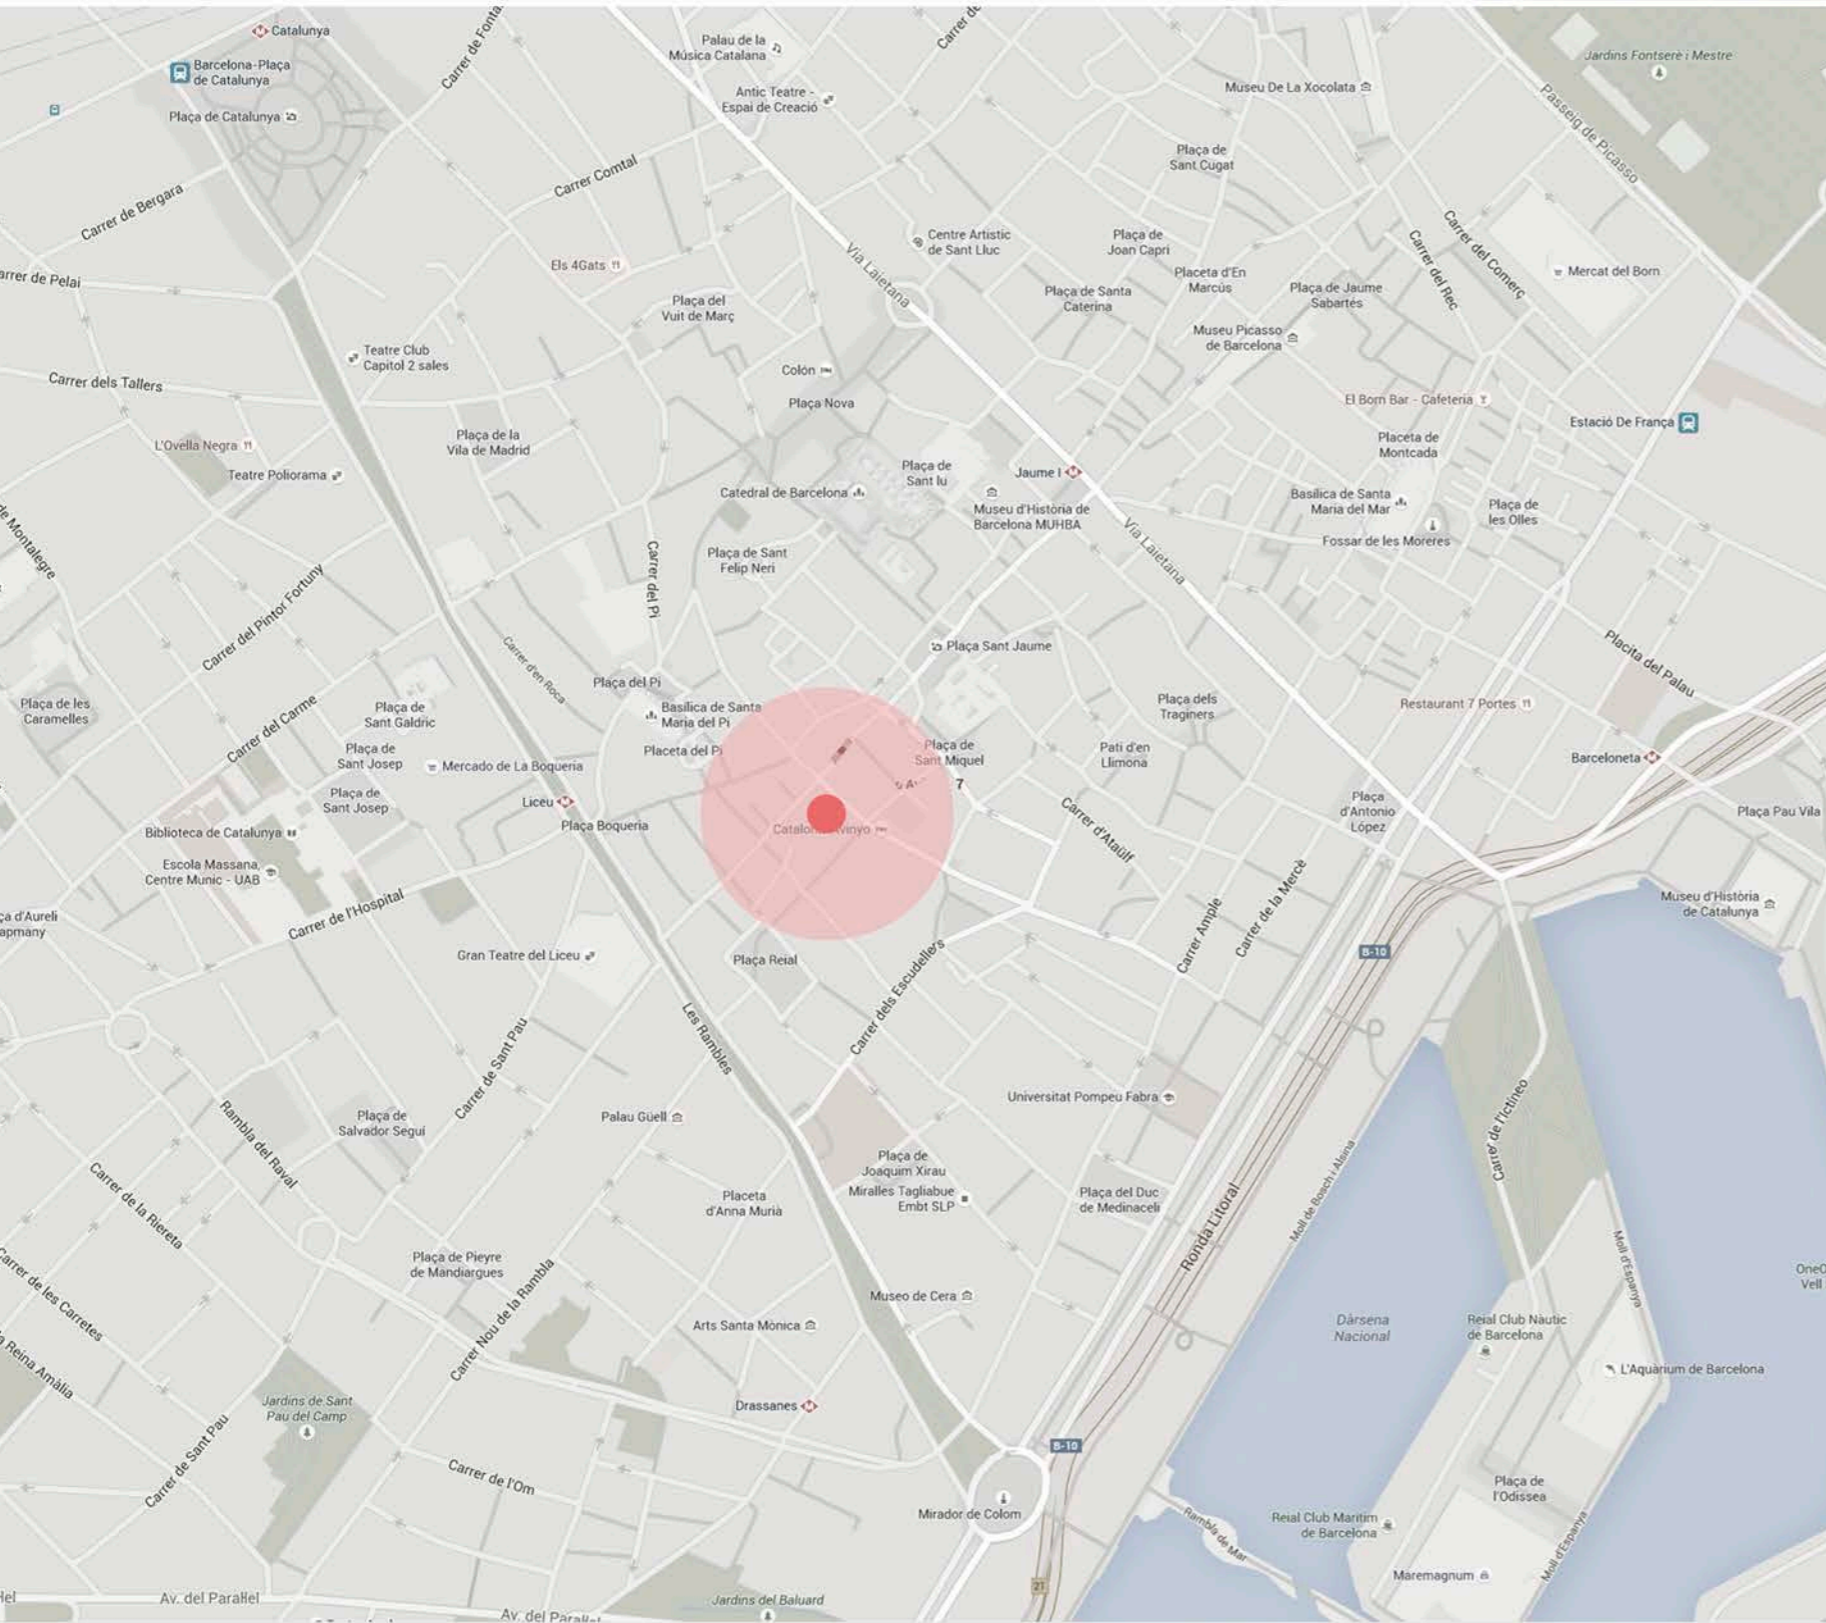 Catalunya
Barcelona-Plaça
de Catalunya
Plaça de Catalunya
Carrer de Fonta
Palau de la
Música Catalana
Antic Teatre -
Espai de Creació
Carrer de
Museu De La Xocolata
Jardins Fontserè i Mestre
Passeig de Picasso
Carrer de Bergara
Carrer Comtal
Plaça de
Sant Cugat
arrer de Pelai
Els 4Gats
Via Laietana
Centre Artistic
de Sant Lluc
Plaça de
Joan Capri
Placeta d'En
Marcús
Plaça de Santa
Caterina
Plaça de Jaume
Sabartés
Carrer del Rec
Carrer del Comerç
Mercat del Born
Plaça del
Vuit de Març
Museu Picasso
de Barcelona
Teatre Club
Capitol 2 sales
Colón
Plaça Nova
Carrer dels Tallers
El Born Bar - Cafeteria
Estació De França
L'Ovella Negra
Teatre Poliorama
Plaça de la
Vila de Madrid
Placeta de
Montcada
Catedral de Barcelona
Plaça de
Sant Iu
Jaume I
Museu d'Història de
Barcelona MUHBA
Basílica de Santa
Maria del Mar
Plaça de
les Olles
Fossar de les Moreres
de Montalegre
Carrer del Pi
Plaça de Sant
Felip Neri
Via Laietana
Carrer del Pintor Fortuny
Carrer d'en Roca
Plaça Sant Jaume
Placita del Palau
Plaça del Pi
Basílica de Santa
Maria del Pi
Placeta del Pi
Plaça de les
Caramelles
Carrer del Carme
Plaça de
Sant Galdric
Plaça de
Sant Josep
Mercado de La Boqueria
Plaça de
Sant Josep
Plaça dels
Traginers
Restaurant 7 Portes
Plaça de
Sant Miquel
7
Pati d'en
Llimona
Barceloneta
Liceu
Plaça Boqueria
Carrer d'Ataülf
Plaça
d'Antonio
López
Plaça Pau Vila
Biblioteca de Catalunya
Escola Massana,
Centre Munic - UAB
Carrer de l'Hospital
ça d'Aureli
apmany
Carrer Ample
Carrer de la Mercè
B-10
Museu d'Història
de Catalunya
Gran Teatre del Liceu
Plaça Reial
Carrer dels Escudellers
Les Rambles
Carrer de Sant Pau
Rambla del Raval
Plaça de
Salvador Seguí
Palau Güell
Universitat Pompeu Fabra
Carrer de l'Ictíneo
Plaça de
Joaquim Xirau
Miralles Tagliabue
Embt SLP
Plaça del Duc
de Medinaceli
Moll de Bosch i Alsina
Ronda Litoral
Carrer de la Riereta
Placeta
d'Anna Murià
Plaça de Pieyre
de Mandiargues
Moll d'Espanya
OneO
Vell
Carrer de les Carretes
a Reina Amàlia
Carrer Nou de la Rambla
Museo de Cera
Arts Santa Mònica
Dàrsena
Nacional
Reial Club Nàutic
de Barcelona
L'Aquàrium de Barcelona
Jardins de Sant
Pau del Camp
Drassanes
Carrer de Sant Pau
B-10
Carrer de l'Om
Mirador de Colom
Plaça de
l'Odissea
Rambla de Mar
Reial Club Marítim
de Barcelona
Moll d'Espanya
Maremagnum
21
lel
Av. del Paral·lel
Av. del Paral·lel
Jardins del Baluard